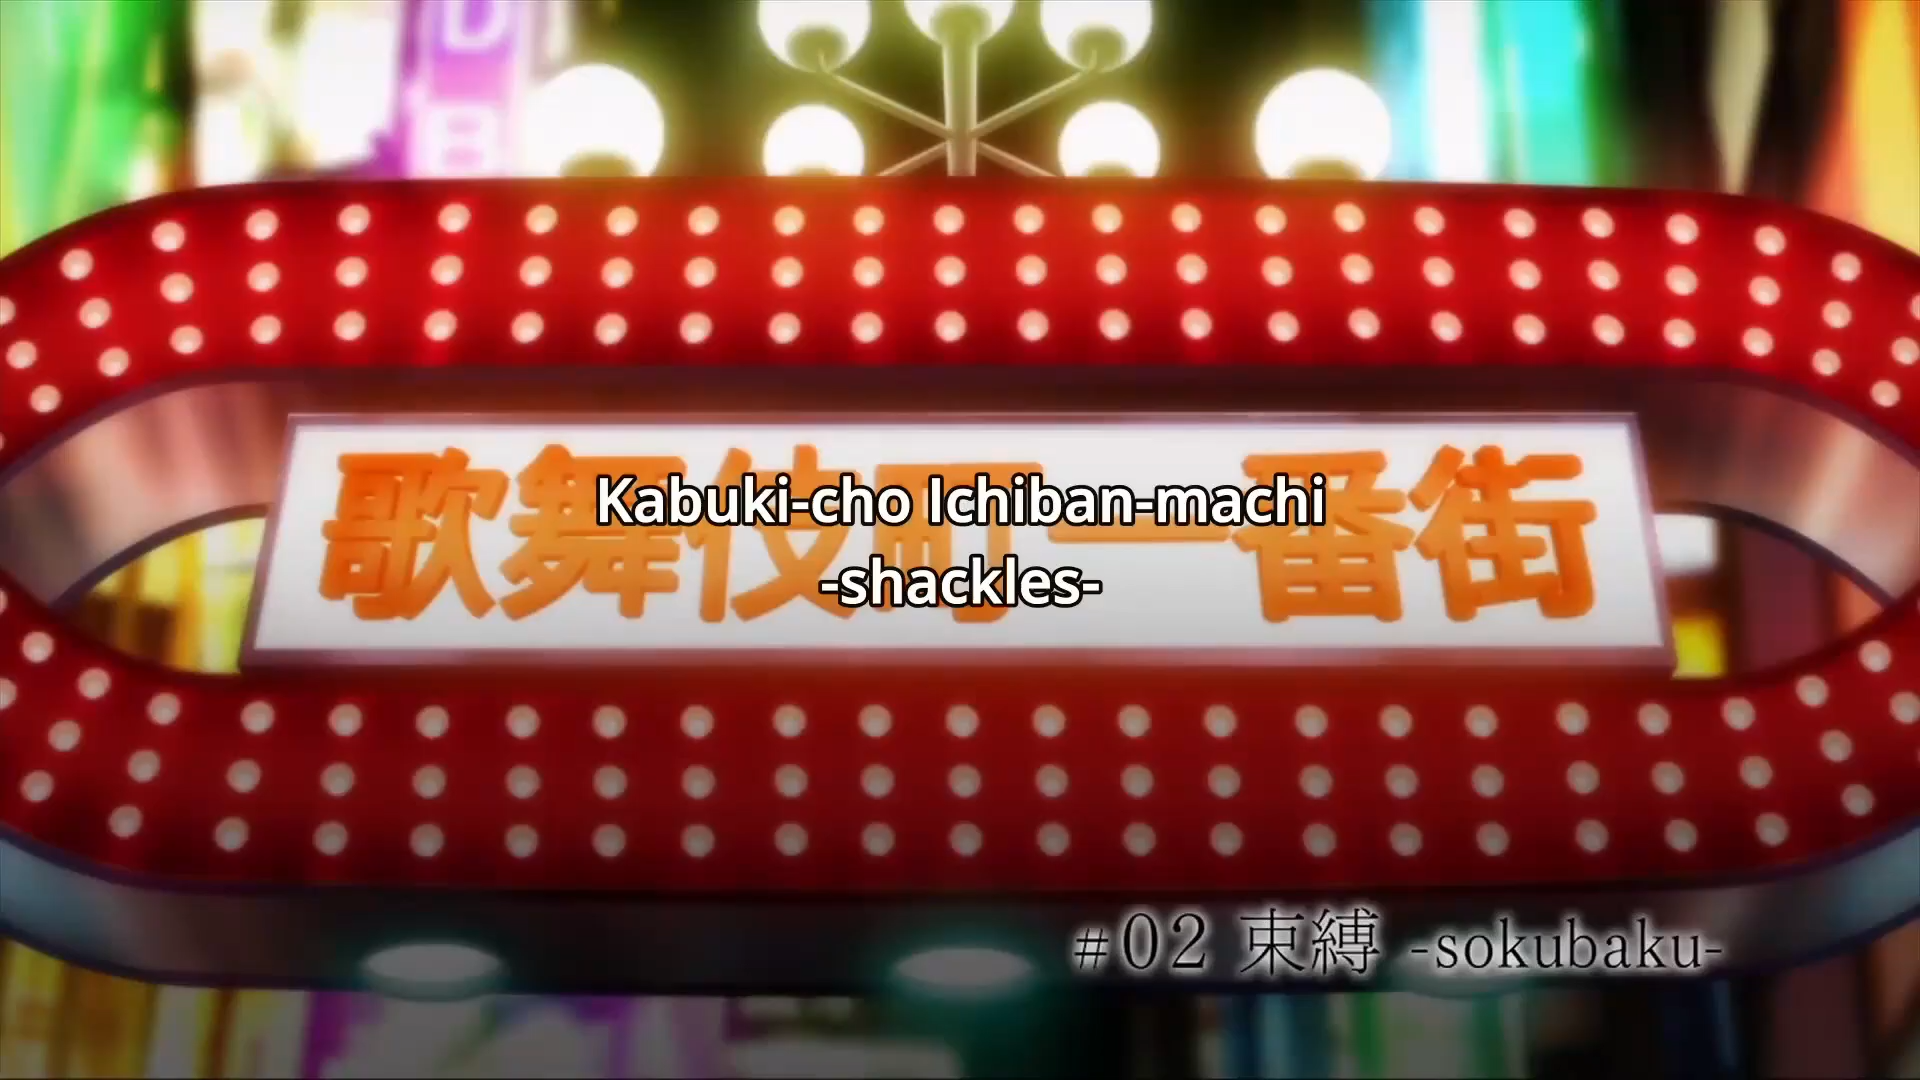 D
B
歌舞伎町一番街
Kabuki-cho Ichiban-machi
-shackles-
#02 束縛 -sokubaku-